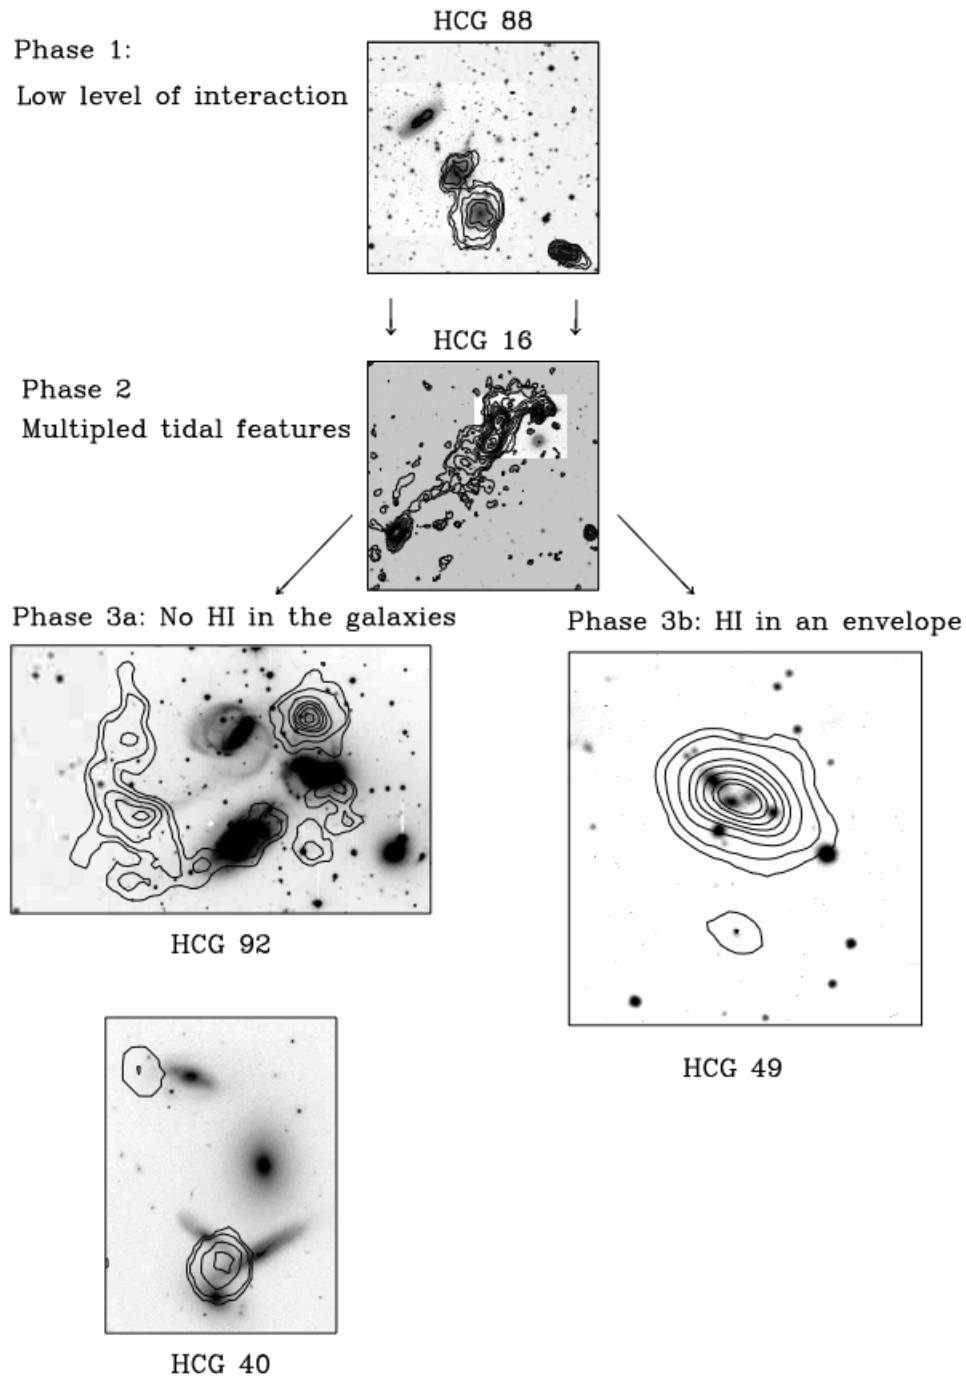 HCG 88
Phase 1:
Low level of interaction
HCG 16
Phase 2
Multipled tidal features
Phase 3a: No HI in the galaxies
Phase 3b: HI in an envelope
HCG 92
HCG 49
HCG 40